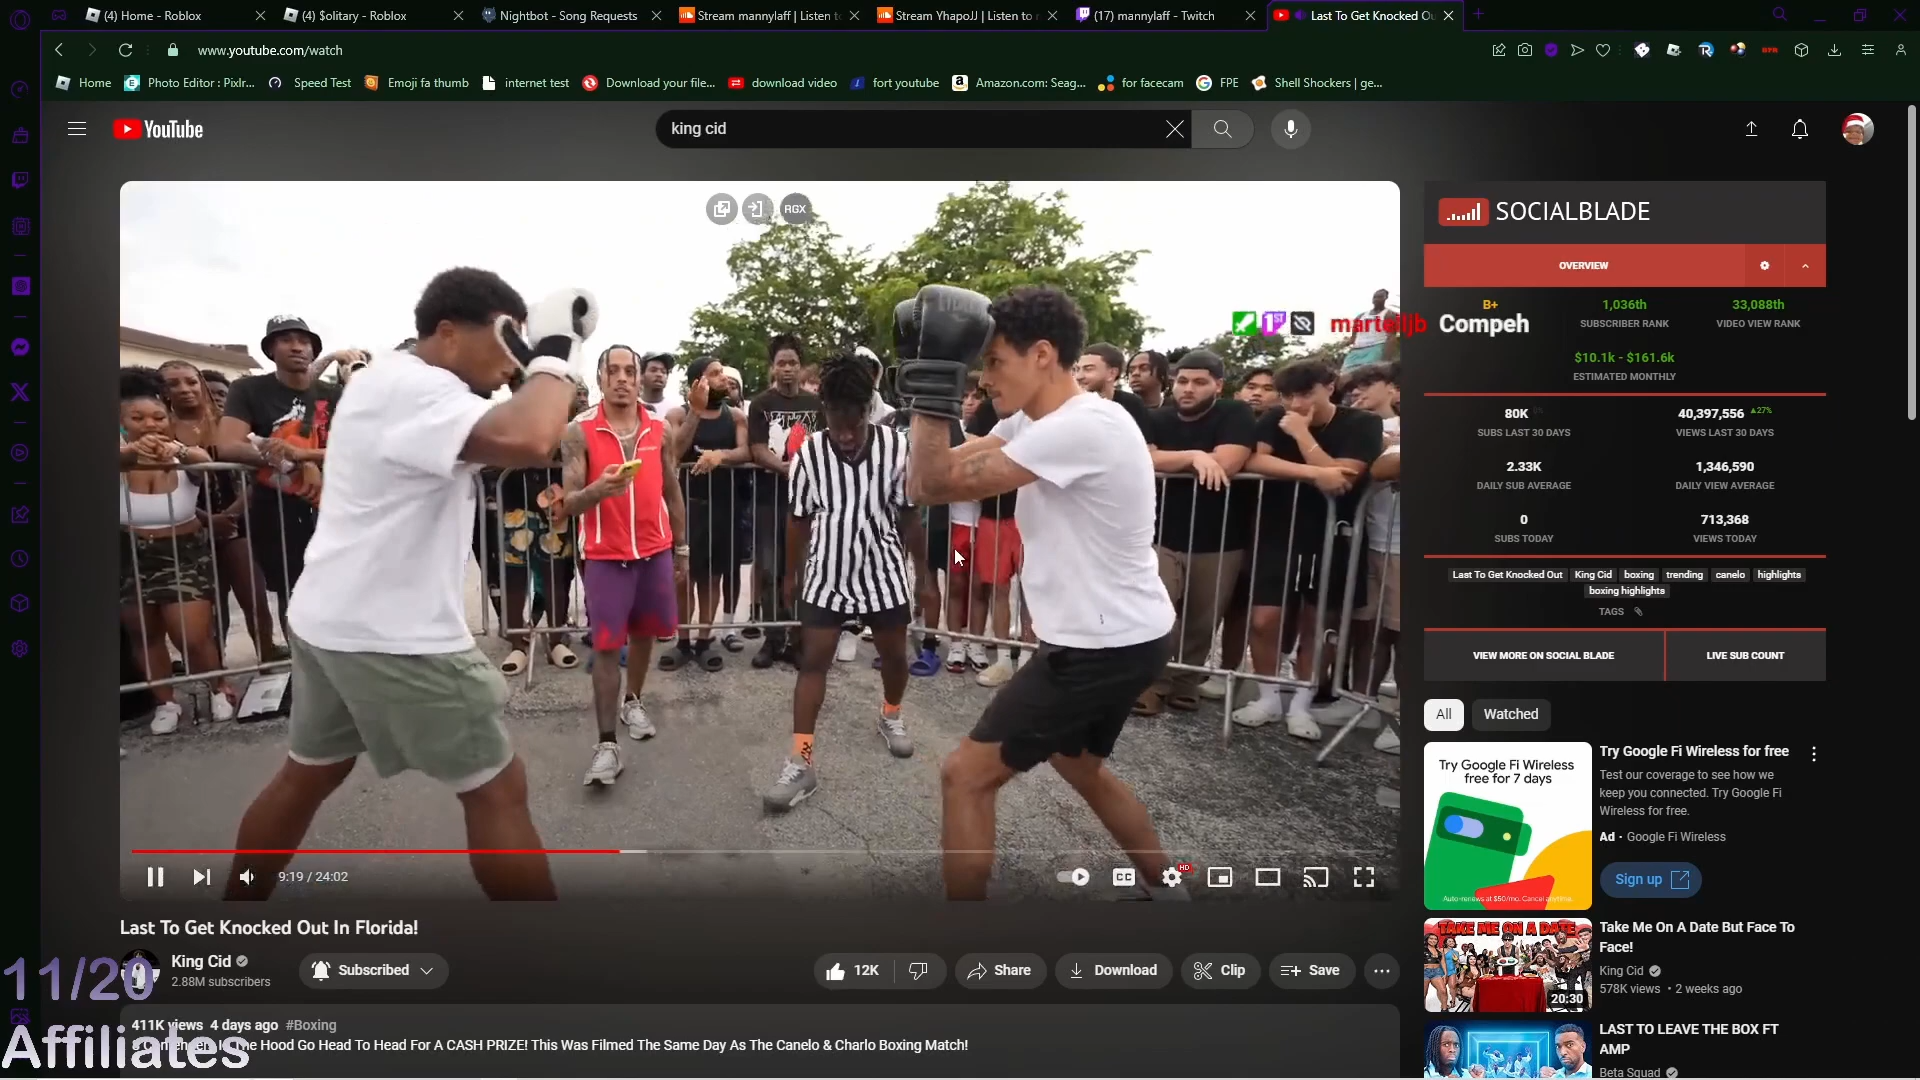 (4) Home - Roblox
(4) $olitary - Roblox
Nightbot - Song Requests
Stream mannylaff | Listen t
Stream YhapoJJ | Listen to
(17) mannylaff - Twitch
Last To Get Knocked Ou
www.youtube.com/watch
Home
Photo Editor : Pixlr...
Speed Test
Emoji fa thumb
internet test
Download your file...
download video
fort youtube
Amazon.com: Seag...
for facecam
FPE
Shell Shockers | ge...
YouTube
king cid
RGX
SOCIALBLADE
OVERVIEW
B+
1,036th
33,088th
SUBSCRIBER RANK
VIDEO VIEW RANK
marteiljb Compeh
$10.1k - $161.6k
ESTIMATED MONTHLY
80K
40,397,556 ▲27%
SUBS LAST 30 DAYS
VIEWS LAST 30 DAYS
2.33K
1,346,590
DAILY SUB AVERAGE
DAILY VIEW AVERAGE
0
713,368
SUBS TODAY
VIEWS TODAY
Last To Get Knocked Out King Cid boxing trending canelo highlights
boxing highlights
TAGS
VIEW MORE ON SOCIAL BLADE
LIVE SUB COUNT
All
Watched
Try Google Fi Wireless
free for 7 days
Auto-renews at $50/mo. Cancel anytime.
Try Google Fi Wireless for free
Test our coverage to see how we
keep you connected. Try Google Fi
Wireless for free.
Ad · Google Fi Wireless
Sign up
9:19 / 24:02
CC
HD
Last To Get Knocked Out In Florida!
King Cid
2.88M subscribers
Subscribed
12K
Share
Download
Clip
Save
TAKE ME ON A DATE
20:30
Take Me On A Date But Face To
Face!
King Cid
578K views • 2 weeks ago
11/20
Affiliates
411K views 4 days ago #Boxing
The Hood Go Head To Head For A CASH PRIZE! This Was Filmed The Same Day As The Canelo & Charlo Boxing Match!
LAST TO LEAVE THE BOX FT
AMP
Beta Squad